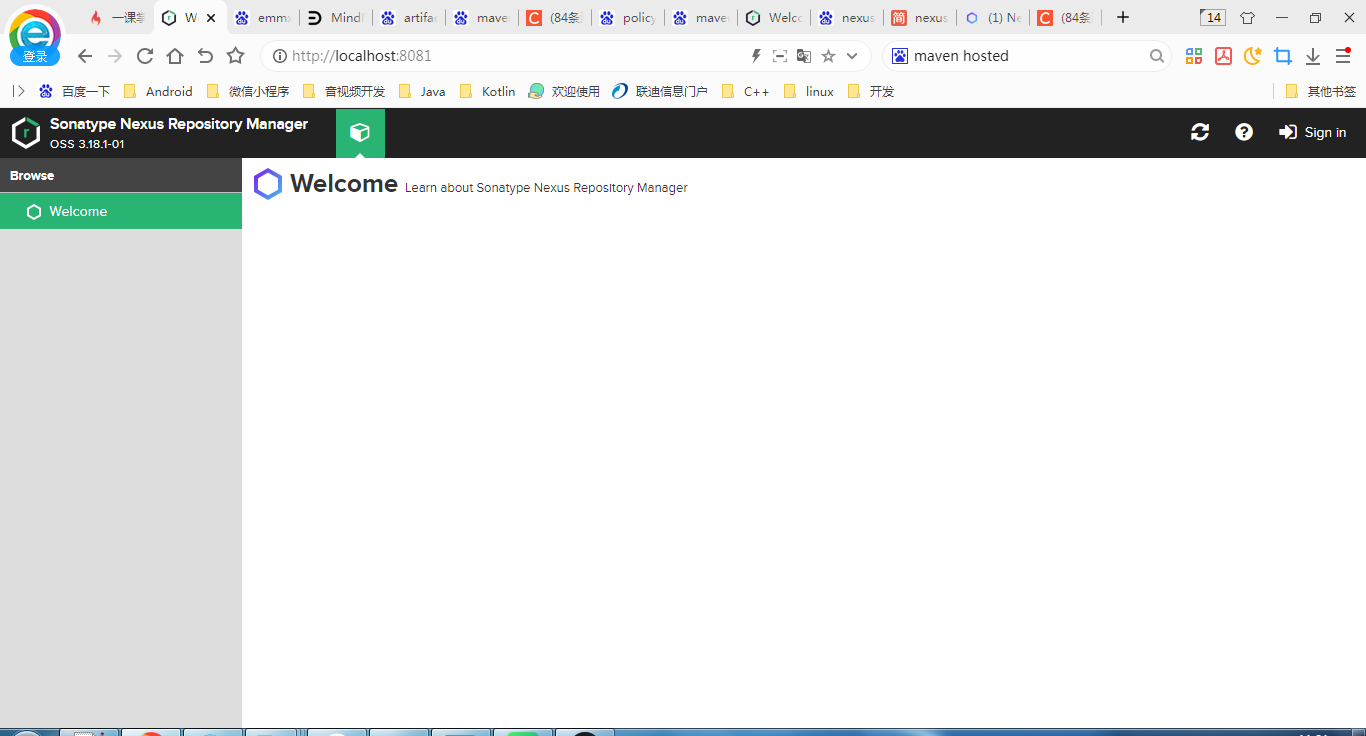 一课
emmx
MindM
artifac
mave
(84条
policy
mave
Welc
nexus
nexus
(1) Ne
(84条
14
登录
http://localhost:8081
maven hosted
百度一下
Android
微信小程序
音视频开发
Java
Kotlin
欢迎使用
联迪信息门户
C++
linux
开发
其他书签
Sonatype Nexus Repository Manager
OSS 3.18.1-01
Sign in
Browse
Welcome
Welcome Learn about Sonatype Nexus Repository Manager